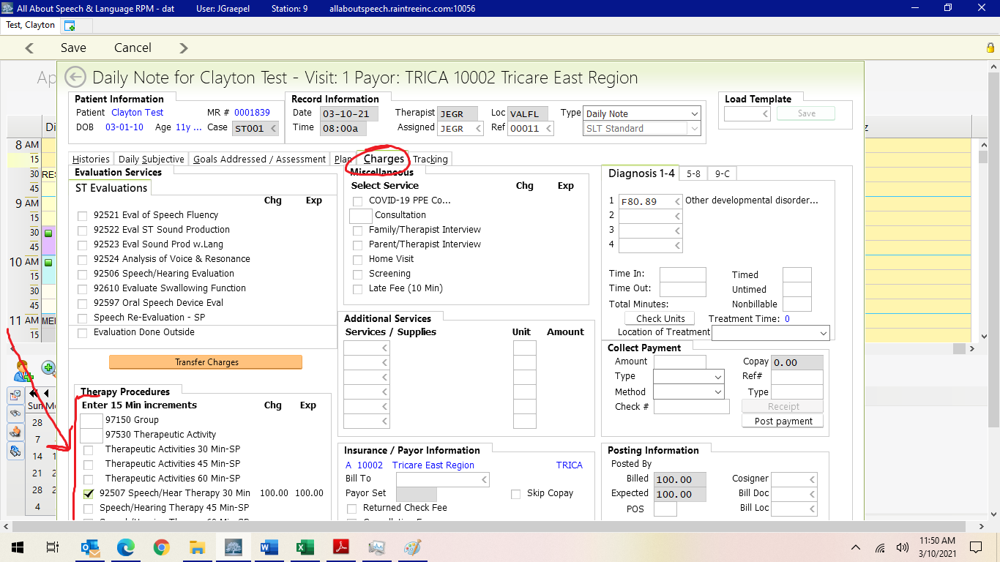 All About Speech & Language RPM - dat User: JGraepel Station: 9 allaboutspeech.raintreeinc.com:10056
Test, Clayton
Save Cancel
Daily Note for Clayton Test - Visit: 1 Payor: TRICA 10002 Tricare East Region
Patient Information
Patient Clayton Test MR # 0001839
DOB 03-01-10 Age 11y ... Case ST001
Record Information
Date 03-10-21 Therapist JEGR Loc VALFL Type Daily Note
Time 08:00a Assigned JEGR Ref 00011 SLT Standard
Load Template
Save
Histories Daily Subjective Goals Addressed / Assessment Plan Charges Tracking
Evaluation Services
ST Evaluations
Chg Exp
92521 Eval of Speech Fluency
92522 Eval ST Sound Production
92523 Eval Sound Prod w.Lang
92524 Analysis of Voice & Resonance
92506 Speech/Hearing Evaluation
92610 Evaluate Swallowing Function
92597 Oral Speech Device Eval
Speech Re-Evaluation - SP
Evaluation Done Outside
Transfer Charges
Therapy Procedures
Enter 15 Min increments Chg Exp
97150 Group
97530 Therapeutic Activity
Therapeutic Activities 30 Min-SP
Therapeutic Activities 45 Min-SP
Therapeutic Activities 60 Min-SP
92507 Speech/Hear Therapy 30 Min 100.00 100.00
Speech/Hearing Therapy 45 Min-SP
Miscellaneous
Select Service Chg Exp
COVID-19 PPE Co...
Consultation
Family/Therapist Interview
Parent/Therapist Interview
Home Visit
Screening
Late Fee (10 Min)
Additional Services
Services / Supplies Unit Amount
Insurance / Payor Information
A 10002 Tricare East Region TRICA
Bill To
Payor Set Skip Copay
Returned Check Fee
Diagnosis 1-4 5-8 9-C
1 F80.89 Other developmental disorder...
2
3
4
Time In: Timed
Time Out: Untimed
Total Minutes: Nonbillable
Check Units Treatment Time: 0
Location of Treatment
Collect Payment
Amount Copay 0.00
Type Ref#
Method Type
Check # Receipt
Post payment
Posting Information
Posted By
Billed 100.00 Cosigner
Expected 100.00 Bill Doc
POS Bill Loc
8 AM
15
30 RES
45
9 AM
15
30
45
10 AM
15
30
45
11 AM
15
28
7
14
21
28
4
11:50 AM
3/10/2021